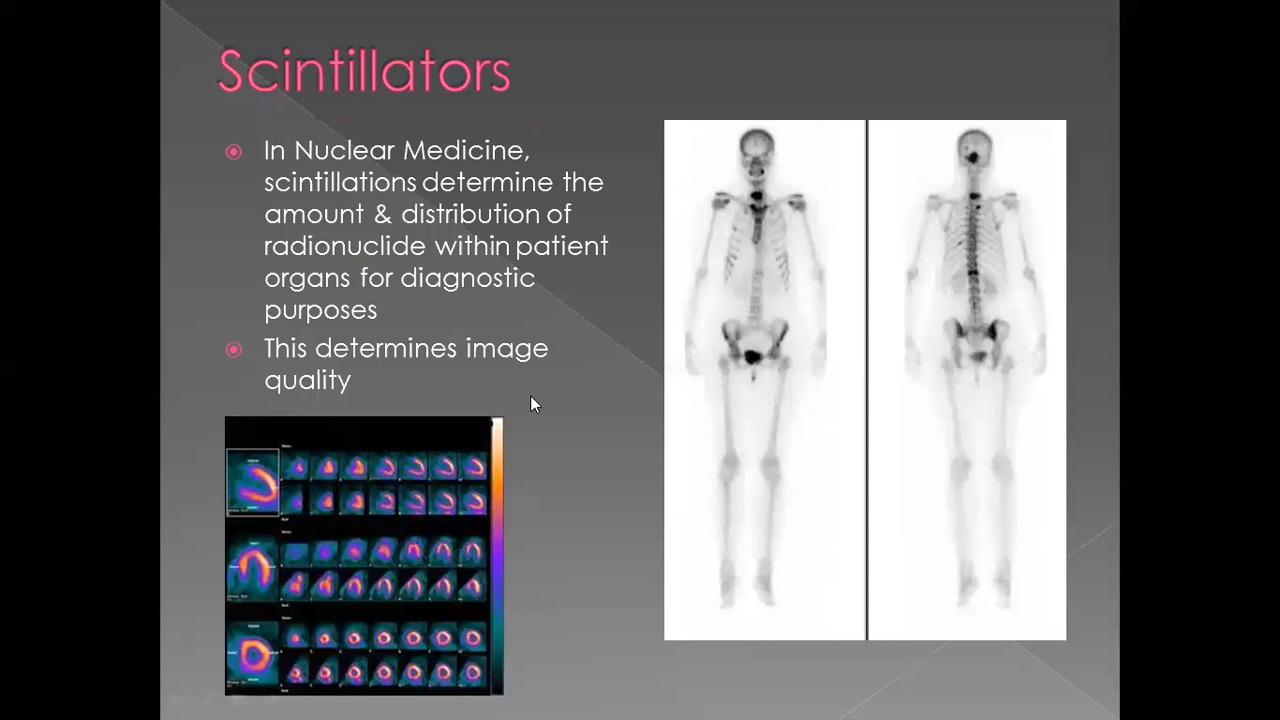 Scintillators
In Nuclear Medicine,
scintillations determine the
amount & distribution of
radionuclide within patient
organs for diagnostic
purposes
This determines image
quality